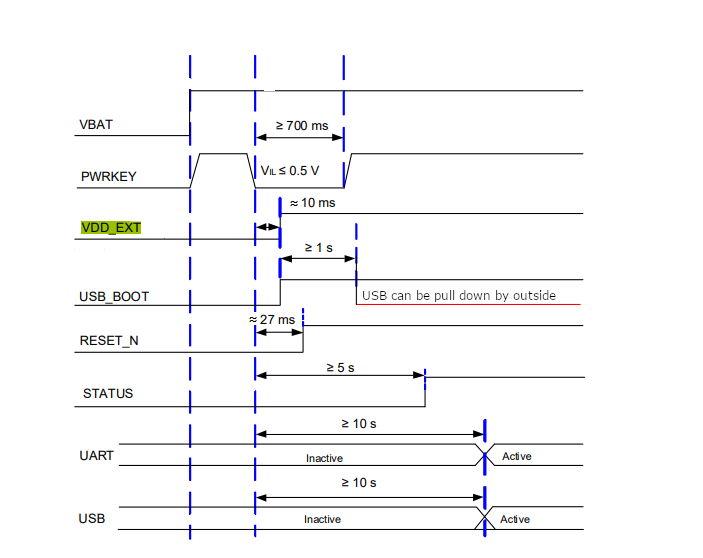 VBAT
≥ 700 ms
PWRKEY
VIL ≤ 0.5 V
≈ 10 ms
VDD_EXT
≥ 1 s
USB_BOOT
USB can be pull down by outside
≈ 27 ms
RESET_N
≥ 5 s
STATUS
≥ 10 s
UART
Inactive
Active
≥ 10 s
USB
Inactive
Active